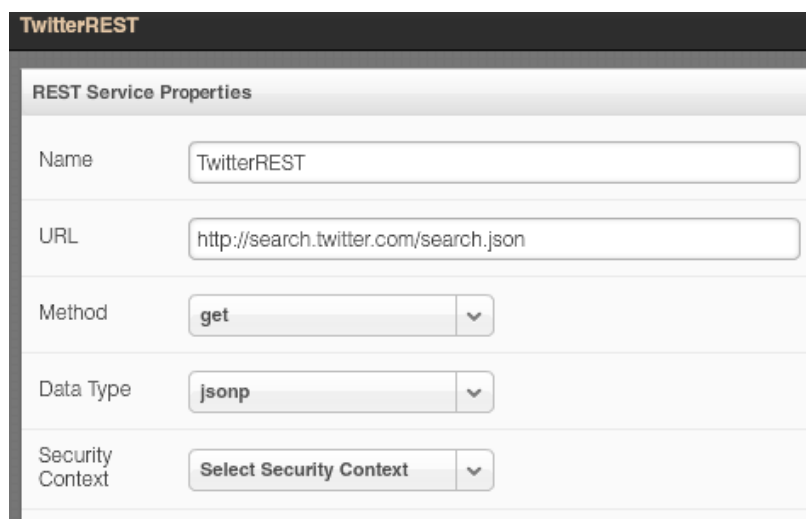 TwitterREST
REST Service Properties
Name
TwitterREST
URL
http://search.twitter.com/search.json
Method
get
Data Type
jsonp
Security
Context
Select Security Context